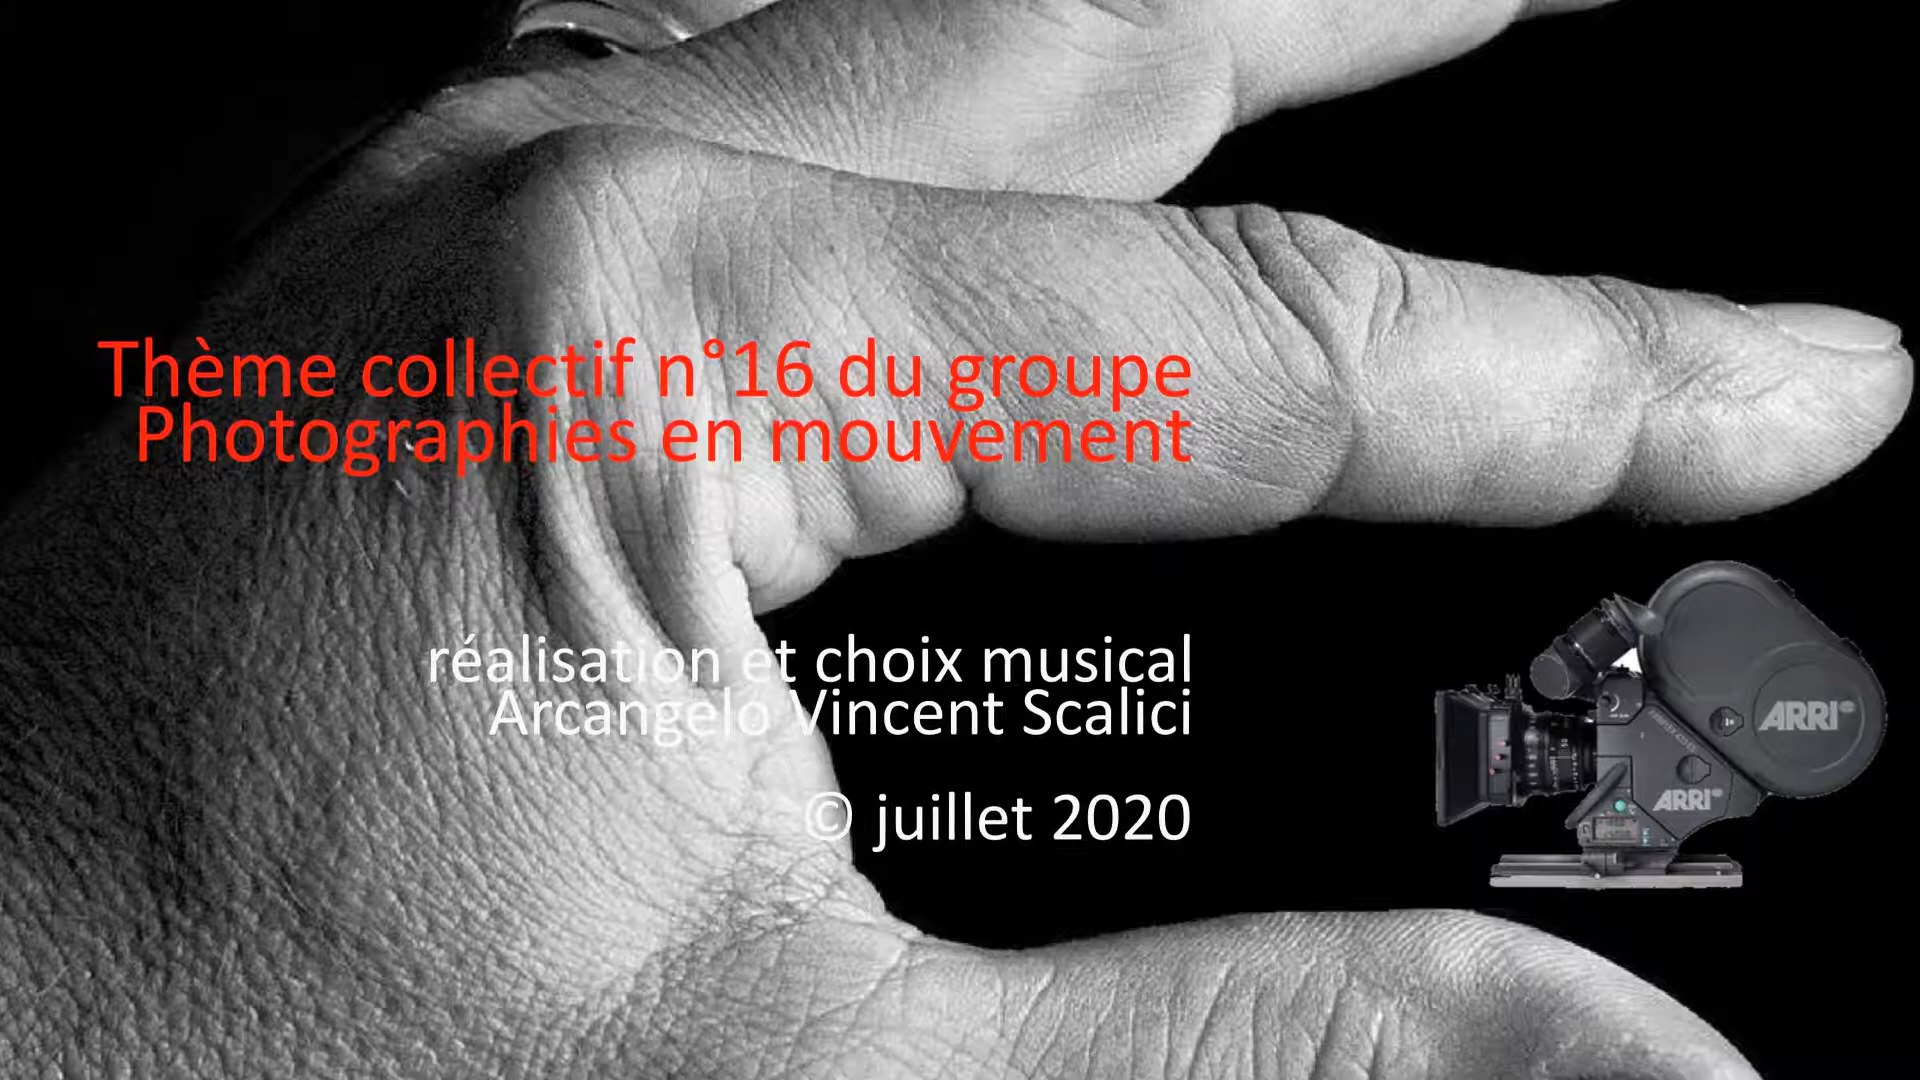 Thème collectif n°16 du groupe
Photographies en mouvement
réalisation et choix musical
Arcangelo Vincent Scalici
© juillet 2020
ARRI
ARRI